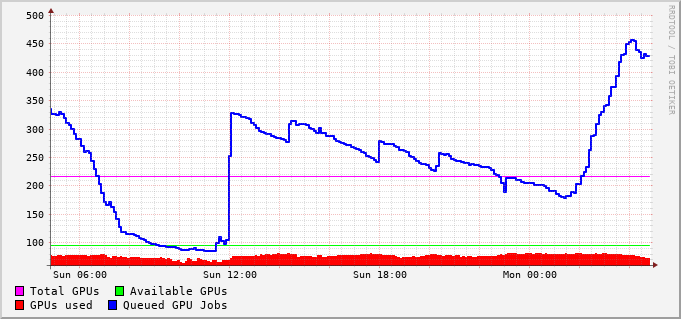 500
450
400
350
300
250
200
150
100
Sun 06:00 Sun 12:00 Sun 18:00 Mon 00:00
Total GPUs Available GPUs
GPUs used Queued GPU Jobs
RRDTOOL / TOBI OETIKER